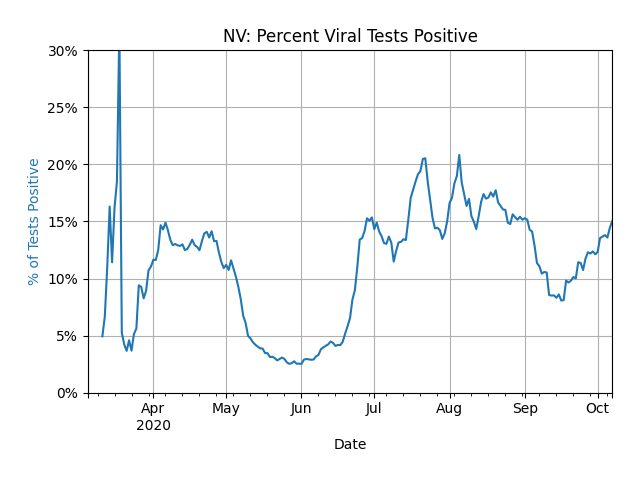 NV: Percent Viral Tests Positive
% of Tests Positive
30%
25%
20%
15%
10%
5%
0%
Apr May Jun Jul Aug Sep Oct
2020
Date